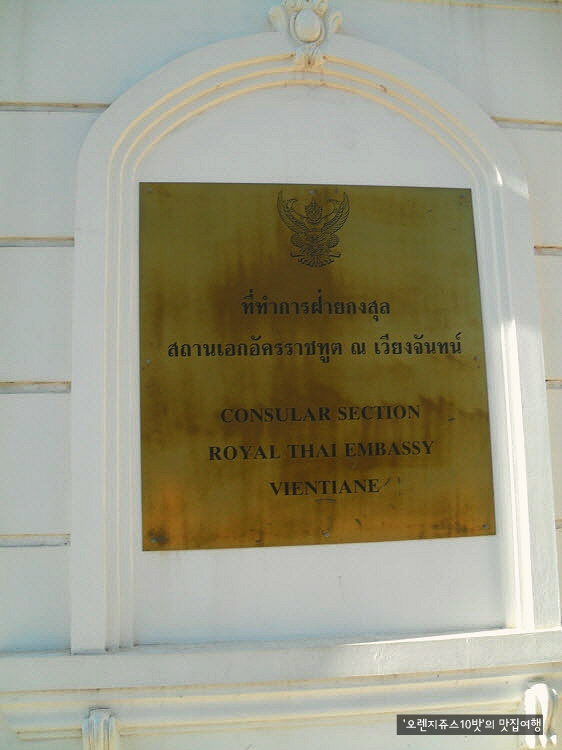 ที่ทำการฝ่ายกงสุล
สถานเอกอัครราชทูต ณ เวียงจันทน์
CONSULAR SECTION
ROYAL THAI EMBASSY
VIENTIANE
'오렌지쥬스10밧'의 맛집여행